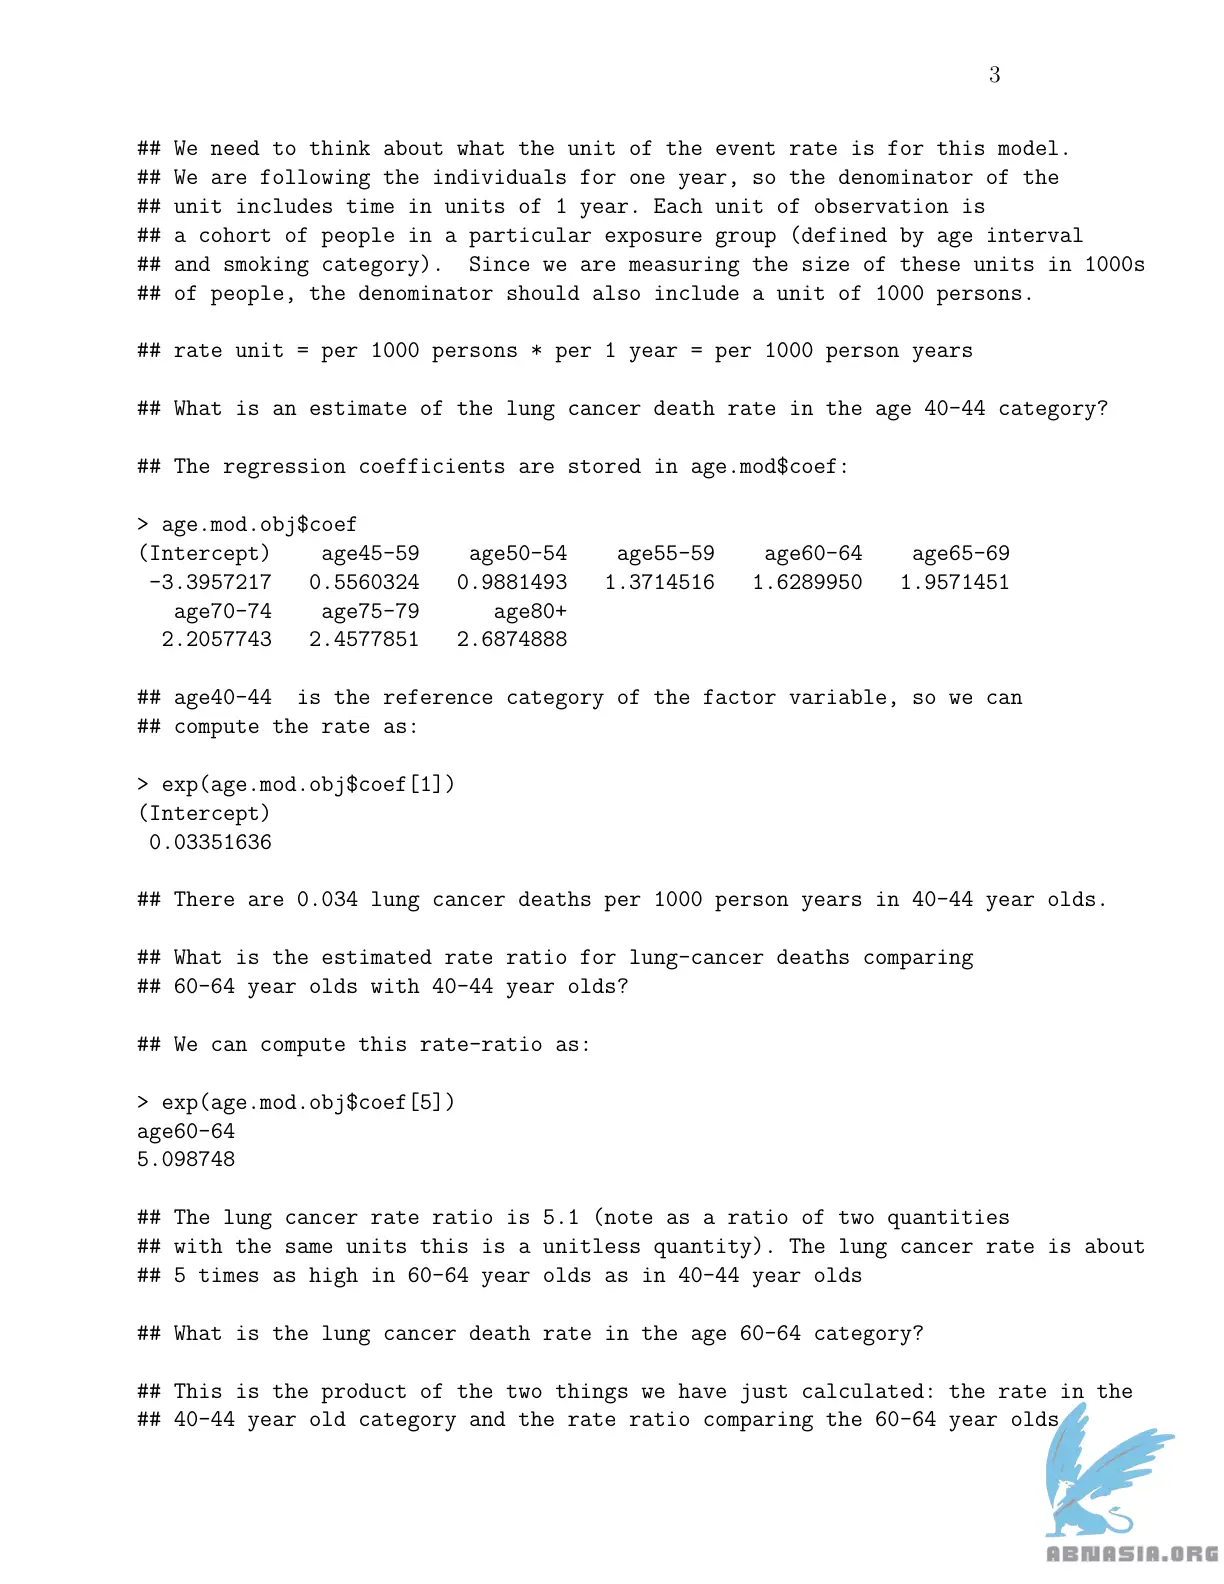 3
## We need to think about what the unit of the event rate is for this model.
## We are following the individuals for one year, so the denominator of the
## unit includes time in units of 1 year. Each unit of observation is
## a cohort of people in a particular exposure group (defined by age interval
## and smoking category).  Since we are measuring the size of these units in 1000s
## of people, the denominator should also include a unit of 1000 persons.
## rate unit = per 1000 persons * per 1 year = per 1000 person years
## What is an estimate of the lung cancer death rate in the age 40-44 category?
## The regression coefficients are stored in age.mod$coef:
> age.mod.obj$coef
(Intercept)    age45-59    age50-54    age55-59    age60-64    age65-69
 -3.3957217   0.5560324   0.9881493   1.3714516   1.6289950   1.9571451
   age70-74    age75-79      age80+
  2.2057743   2.4577851   2.6874888
## age40-44  is the reference category of the factor variable, so we can
## compute the rate as:
> exp(age.mod.obj$coef[1])
(Intercept)
 0.03351636
## There are 0.034 lung cancer deaths per 1000 person years in 40-44 year olds.
## What is the estimated rate ratio for lung-cancer deaths comparing
## 60-64 year olds with 40-44 year olds?
## We can compute this rate-ratio as:
> exp(age.mod.obj$coef[5])
age60-64
5.098748
## The lung cancer rate ratio is 5.1 (note as a ratio of two quantities
## with the same units this is a unitless quantity). The lung cancer rate is about
## 5 times as high in 60-64 year olds as in 40-44 year olds
## What is the lung cancer death rate in the age 60-64 category?
## This is the product of the two things we have just calculated: the rate in the
## 40-44 year old category and the rate ratio comparing the 60-64 year olds
ABNASIA.ORG